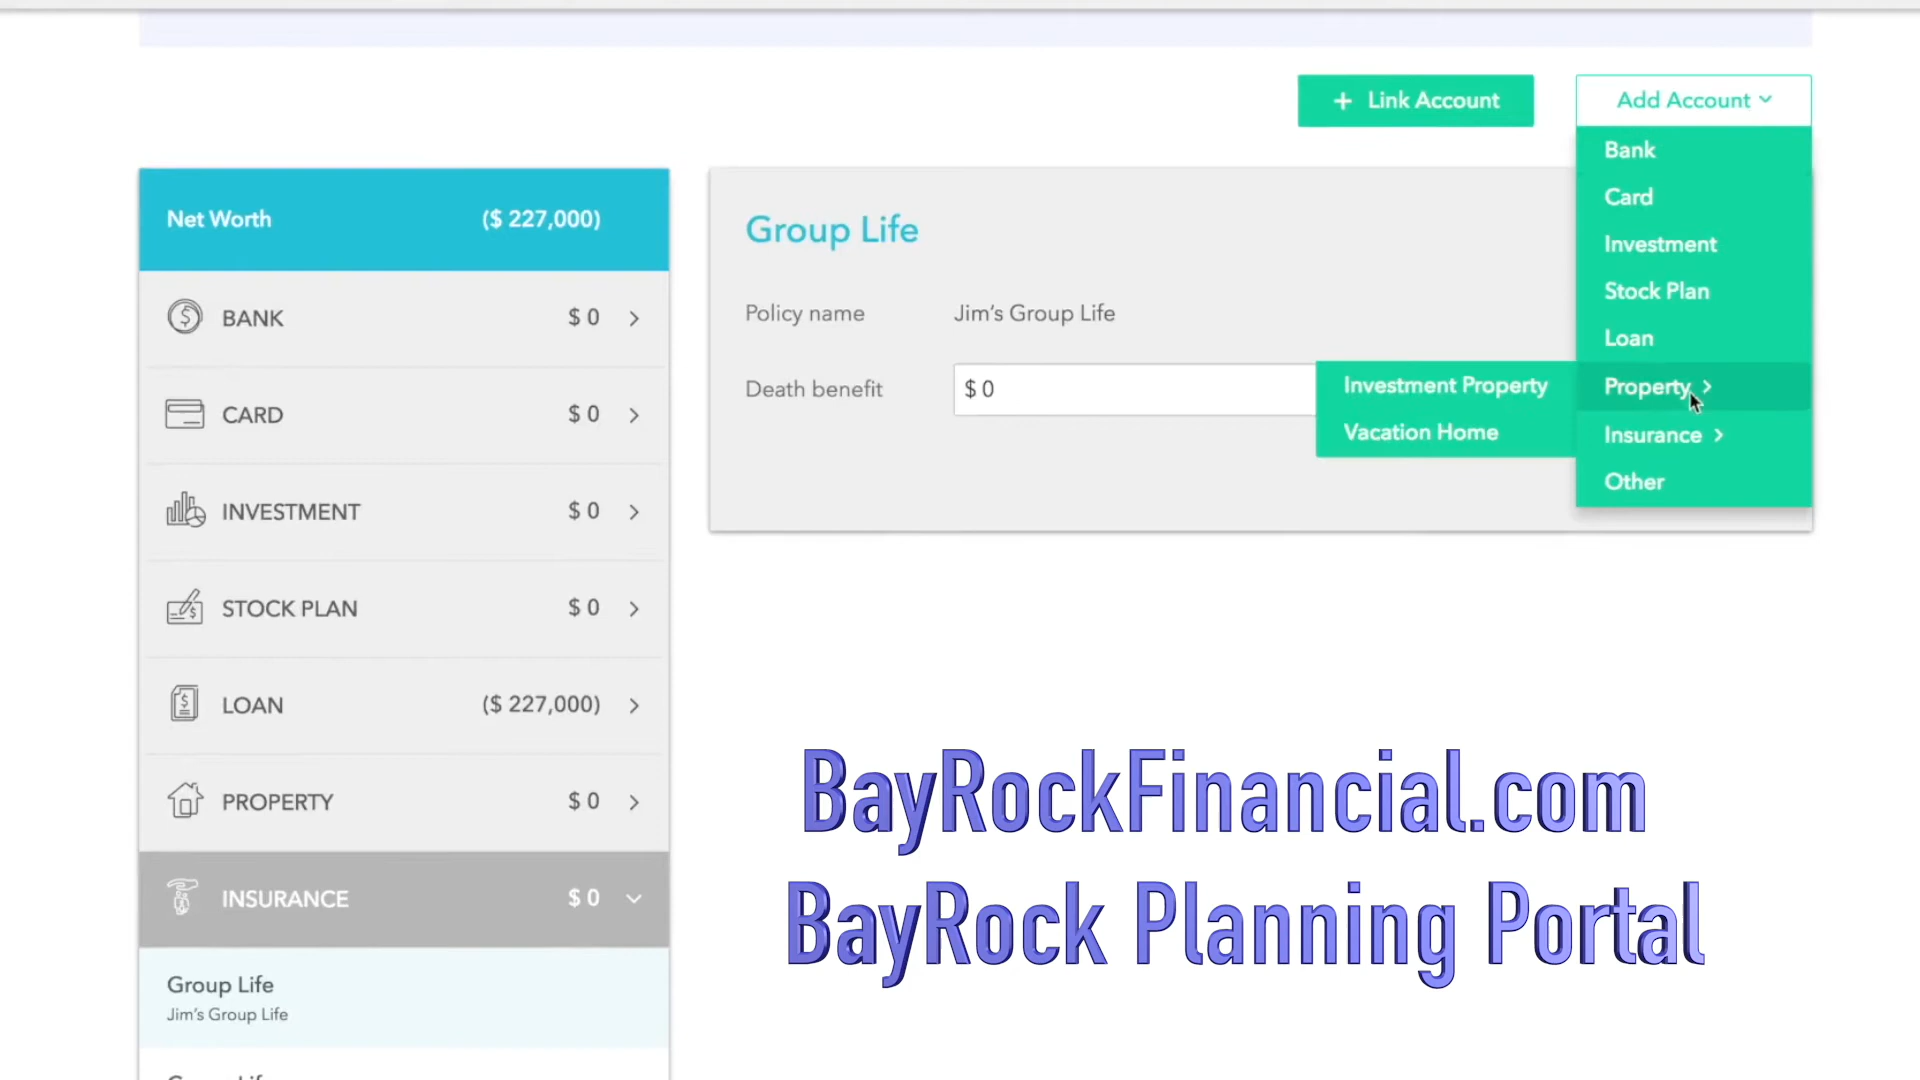 + Link Account
Add Account
Bank
Card
Investment
Stock Plan
Loan
Property >
Insurance >
Other
Investment Property
Vacation Home
Net Worth ($ 227,000)
BANK $ 0 >
CARD $ 0 >
INVESTMENT $ 0 >
STOCK PLAN $ 0 >
LOAN ($ 227,000) >
PROPERTY $ 0 >
INSURANCE $ 0
Group Life
Jim's Group Life
Group Life
Policy name Jim's Group Life
Death benefit $ 0
BayRockFinancial.com
BayRock Planning Portal